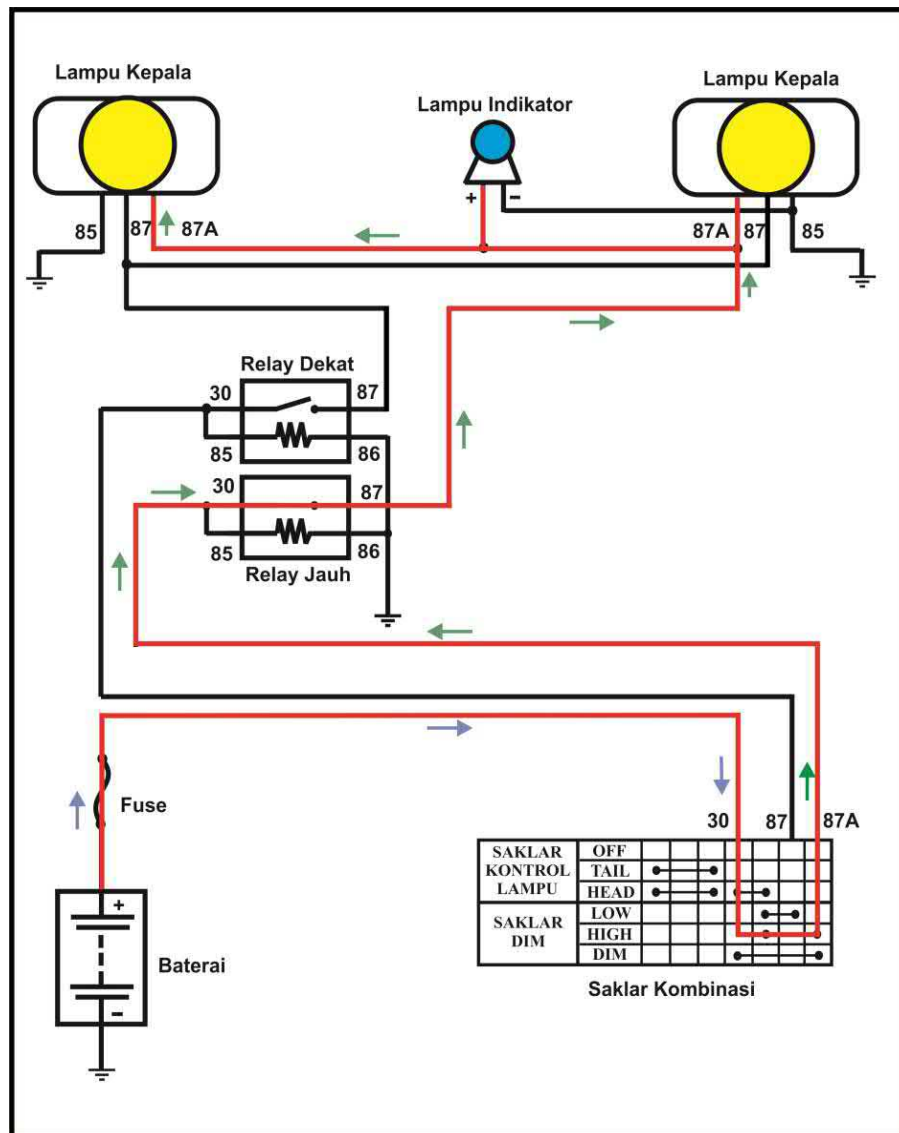 Lampu Kepala
Lampu Kepala
Lampu Indikator
+ −
85 87 87A
87A 87 85
Relay Dekat
30 87
85 86
30 87
85 86
Relay Jauh
Fuse
30 87 87A
SAKLAR KONTROL LAMPU
OFF
TAIL
HEAD
SAKLAR DIM
LOW
HIGH
DIM
Saklar Kombinasi
+
Baterai
−